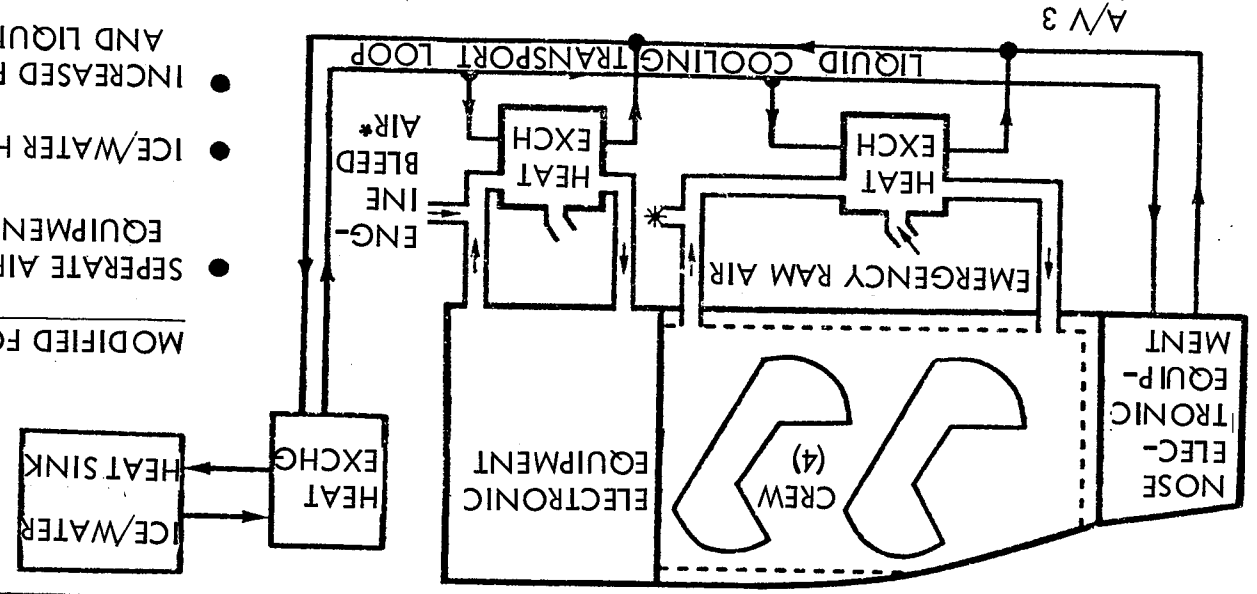 NOSE
ELEC-
TRONIC
EQUIP-
MENT
CREW
(4)
ELECTRONIC
EQUIPMENT
HEAT
EXCHG
ICE/WATER
HEAT SINK
MODIFIED FO
● SEPERATE AIR
EQUIPMEN
● ICE/WATER H
● INCREASED
AND LIQUI
EMERGENCY RAM AIR
HEAT
EXCH
HEAT
EXCH
ENG-
INE
BLEED
AIR*
LIQUID COOLING TRANSPORT LOOP
A/V 3